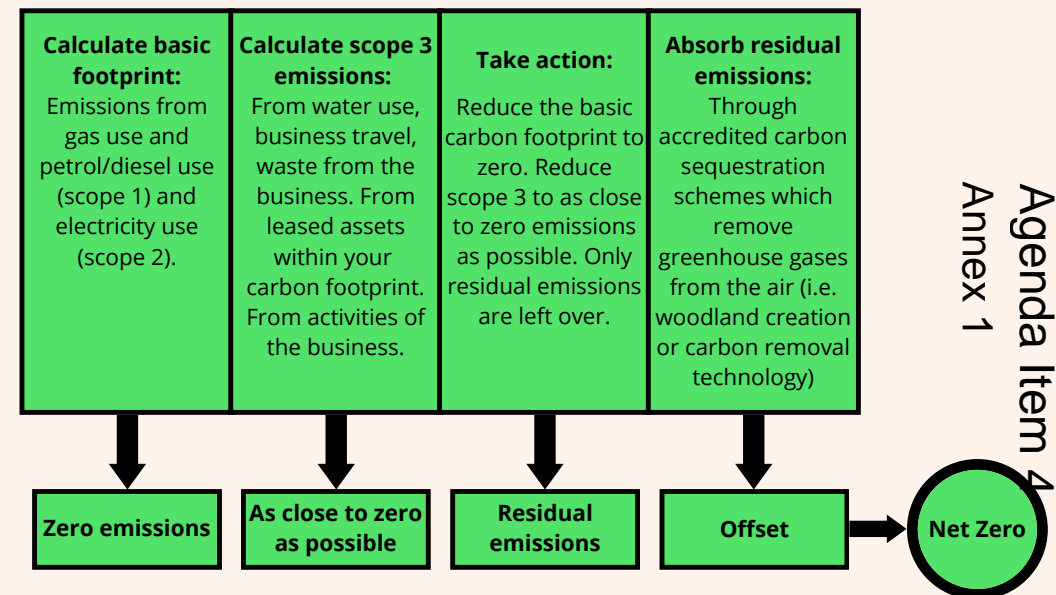 Calculate basic
footprint:
Emissions from
gas use and
petrol/diesel use
(scope 1) and
electricity use
(scope 2).
Calculate scope 3
emissions:
From water use,
business travel,
waste from the
business. From
leased assets
within your
carbon footprint.
From activities of
the business.
Take action:
Reduce the basic
carbon footprint to
zero. Reduce
scope 3 to as close
to zero emissions
as possible. Only
residual emissions
are left over.
Absorb residual
emissions:
Through
accredited carbon
sequestration
schemes which
remove
greenhouse gases
from the air (i.e.
woodland creation
or carbon removal
technology)
Zero emissions
As close to zero
as possible
Residual
emissions
Offset
Net Zero
Agenda Item 4
Annex 1